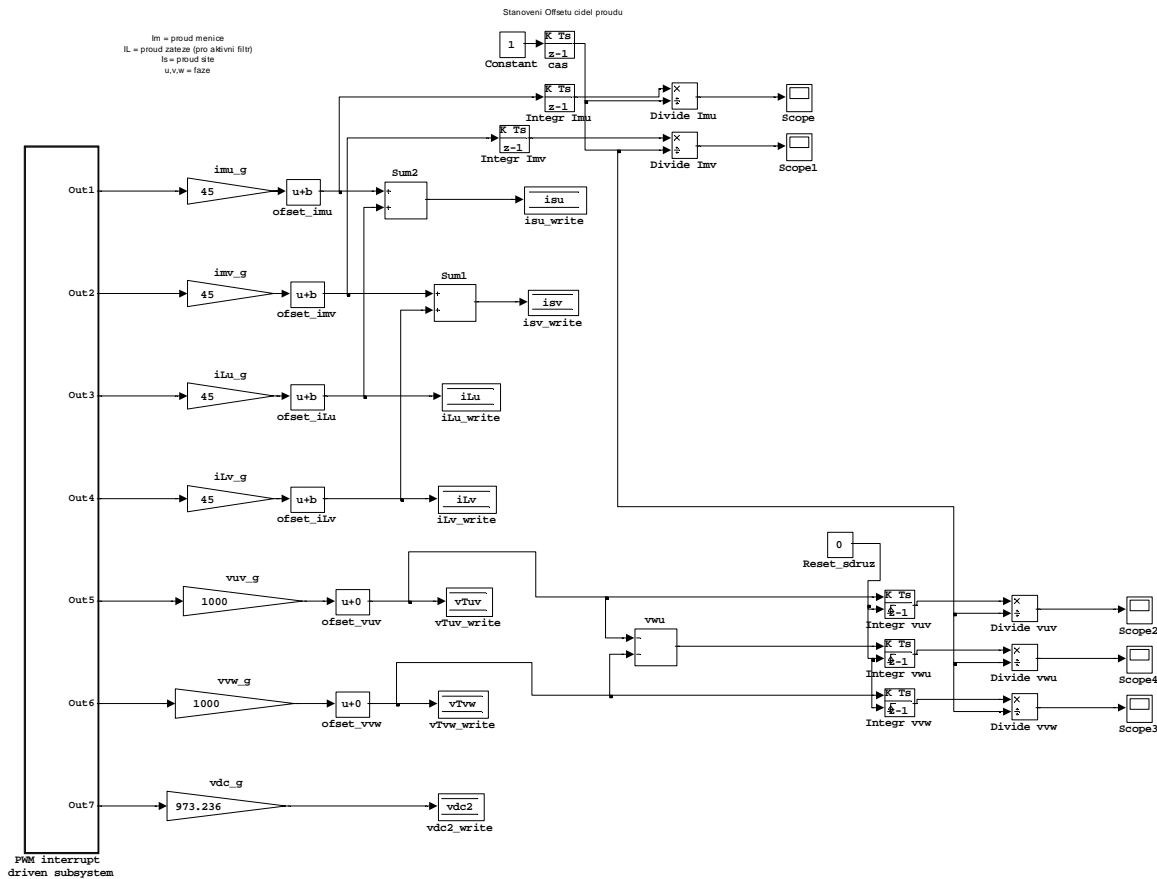 Stanoveni Offsetu cidel proudu
Im = proud menice
IL = proud zateze (pro aktivni filtr)
Is = proud site
u,v,w = faze
1
Constant
K Ts
z-1
cas
K Ts
z-1
Integr Imu
×
÷
Divide Imu
Scope
K Ts
z-1
Integr Imv
×
÷
Divide Imv
Scope1
Out1
imu_g
45
u+b
ofset_imu
Sum2
+
+
isu
isu_write
Out2
imv_g
45
u+b
ofset_imv
Sum1
+
+
isv
isv_write
Out3
iLu_g
45
u+b
ofset_iLu
iLu
iLu_write
Out4
iLv_g
45
u+b
ofset_iLv
iLv
iLv_write
0
Reset_sdruz
Out5
vuv_g
1000
u+0
ofset_vuv
vTuv
vTuv_write
K Ts
z-1
Integr vuv
×
÷
Divide vuv
Scope2
vwu
−
−
K Ts
z-1
Integr vwu
×
÷
Divide vwu
Scope4
Out6
vvw_g
1000
u+0
ofset_vvw
vTvw
vTvw_write
K Ts
z-1
Integr vvw
×
÷
Divide vvw
Scope3
Out7
vdc_g
973.236
vdc2
vdc2_write
PWM interrupt
driven subsystem